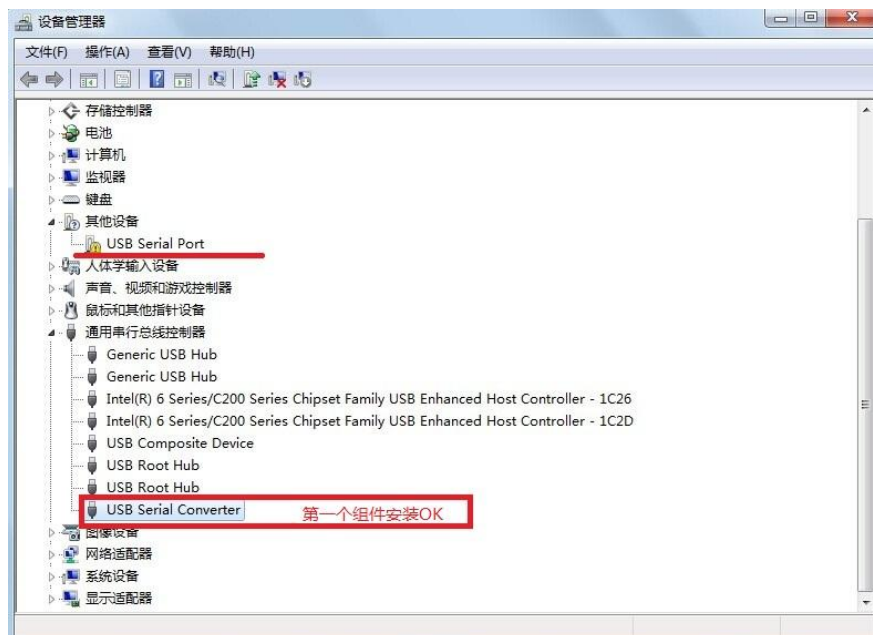 设备管理器
文件(F) 操作(A) 查看(V) 帮助(H)
存储控制器
电池
计算机
监视器
键盘
其他设备
USB Serial Port
人体学输入设备
声音、视频和游戏控制器
鼠标和其他指针设备
通用串行总线控制器
Generic USB Hub
Generic USB Hub
Intel(R) 6 Series/C200 Series Chipset Family USB Enhanced Host Controller - 1C26
Intel(R) 6 Series/C200 Series Chipset Family USB Enhanced Host Controller - 1C2D
USB Composite Device
USB Root Hub
USB Root Hub
USB Serial Converter 第一个组件安装OK
图像设备
网络适配器
系统设备
显示适配器